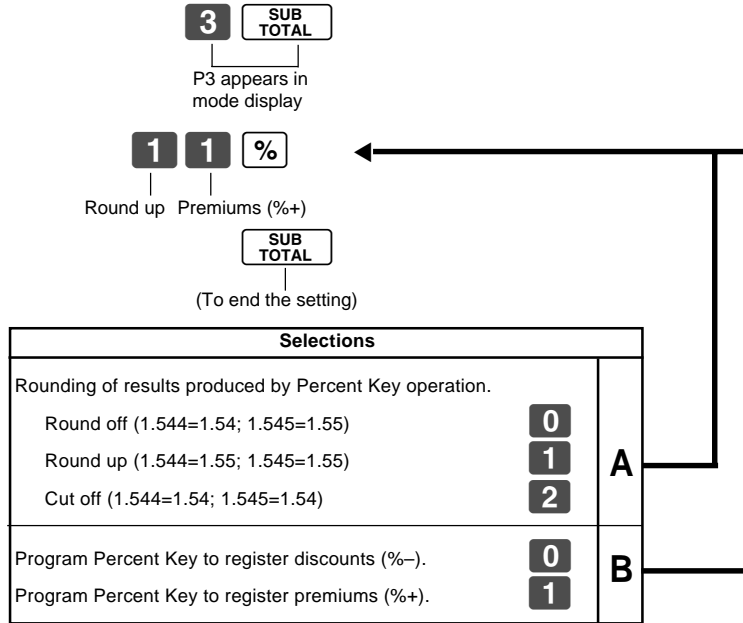 3 SUB TOTAL
P3 appears in
mode display
1 1 %
Round up Premiums (%+)
SUB TOTAL
(To end the setting)
Selections
Rounding of results produced by Percent Key operation.
Round off (1.544=1.54; 1.545=1.55) 0
Round up (1.544=1.55; 1.545=1.55) 1
Cut off (1.544=1.54; 1.545=1.54) 2
A
Program Percent Key to register discounts (%–). 0
Program Percent Key to register premiums (%+). 1
B